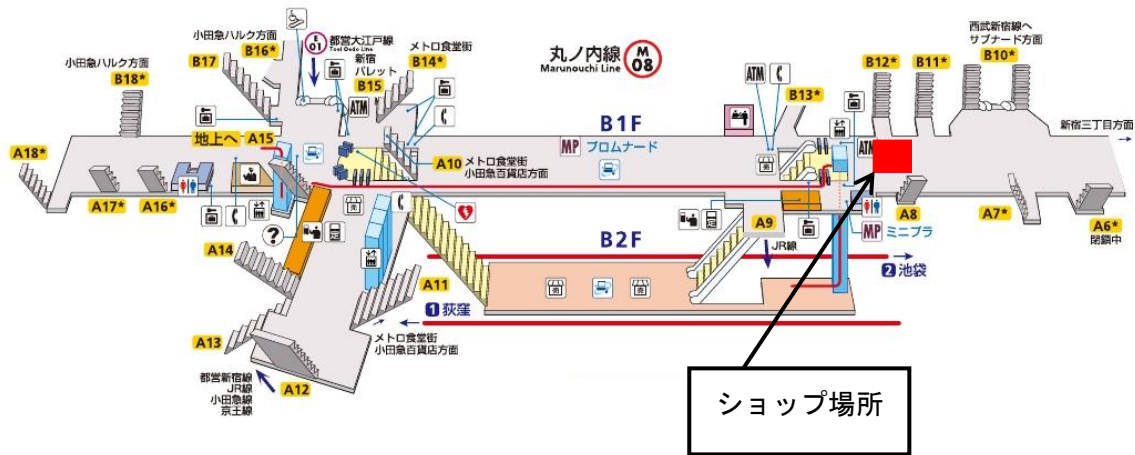 小田急ハルク方面
B18*
B17
小田急ハルク方面
B16*
E
01
都営大江戸線
Toei Oedo Line
新宿
パレット
B15
ATM
メトロ食堂街
B14*
丸ノ内線
Marunouchi Line
M
08
ATM
B13*
B12*
B11*
西武新宿線へ
サブナード方面
B10*
新宿三丁目方面
B1F
MP プロムナード
ATM
地上へ A15
A18*
A17*
A16*
A10 メトロ食堂街
小田急百貨店方面
売
売
A14
?
A13
A12
都営新宿線
JR線
小田急線
京王線
A11
メトロ食堂街
小田急百貨店方面
1 荻窪
B2F
売
売
2 池袋
A9
JR線
MP ミニプラ
A8
A7*
A6*
閉鎖中
ショップ場所